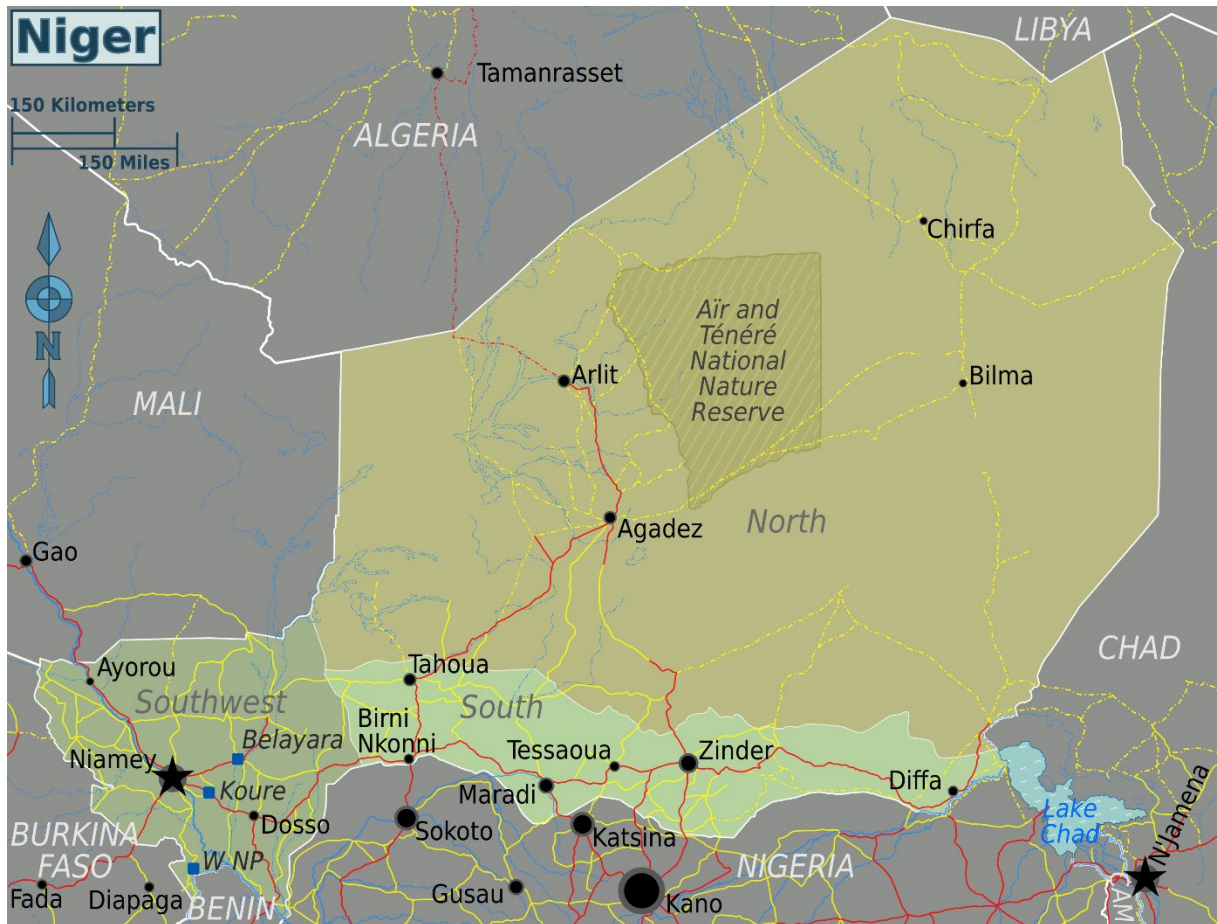 Niger
LIBYA
Tamanrasset
150 Kilometers
ALGERIA
150 Miles
Chirfa
N
Aïr and
Ténéré
National
Nature
Reserve
Arlit
Bilma
MALI
Agadez
North
Gao
CHAD
Ayorou
Tahoua
Southwest
South
Birni
Nkonni
Belayara
Tessaoua
Zinder
Niamey
Diffa
Koure
Maradi
Dosso
Sokoto
Katsina
Lake
Chad
N'Jamena
BURKINA
FASO
W NP
NIGERIA
Fada
Diapaga
BENIN
Gusau
Kano
CAM